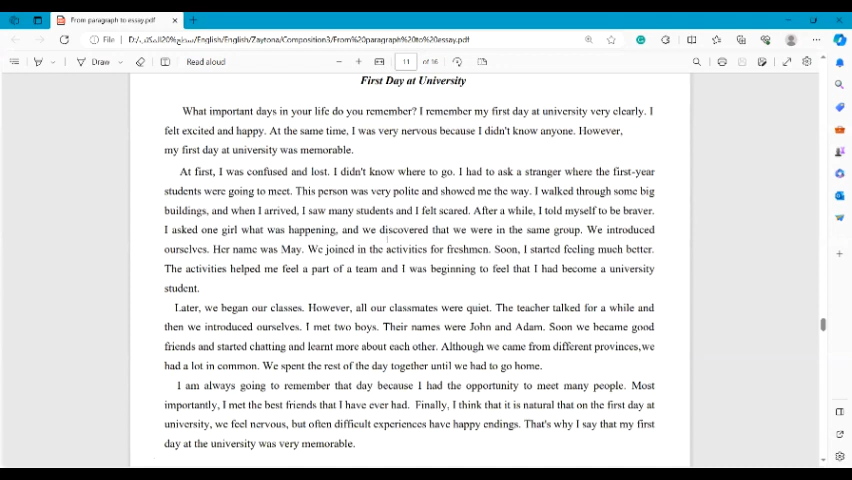 From paragraph to essay.pdf
File
English/English/Zaytona/Composition3/From%20paragraph%20to%20essay.pdf
Draw
Read aloud
11 of 16
First Day at University
What important days in your life do you remember? I remember my first day at university very clearly. I
felt excited and happy. At the same time, I was very nervous because I didn't know anyone. However,
my first day at university was memorable.
At first, I was confused and lost. I didn't know where to go. I had to ask a stranger where the first-year
students were going to meet. This person was very polite and showed me the way. I walked through some big
buildings, and when I arrived, I saw many students and I felt scared. After a while, I told myself to be braver.
I asked one girl what was happening, and we discovered that we were in the same group. We introduced
ourselves. Her name was May. We joined in the activities for freshmen. Soon, I started feeling much better.
The activities helped me feel a part of a team and I was beginning to feel that I had become a university
student.
Later, we began our classes. However, all our classmates were quiet. The teacher talked for a while and
then we introduced ourselves. I met two boys. Their names were John and Adam. Soon we became good
friends and started chatting and learnt more about each other. Although we came from different provinces,we
had a lot in common. We spent the rest of the day together until we had to go home.
I am always going to remember that day because I had the opportunity to meet many people. Most
importantly, I met the best friends that I have ever had. Finally, I think that it is natural that on the first day at
university, we feel nervous, but often difficult experiences have happy endings. That's why I say that my first
day at the university was very memorable.